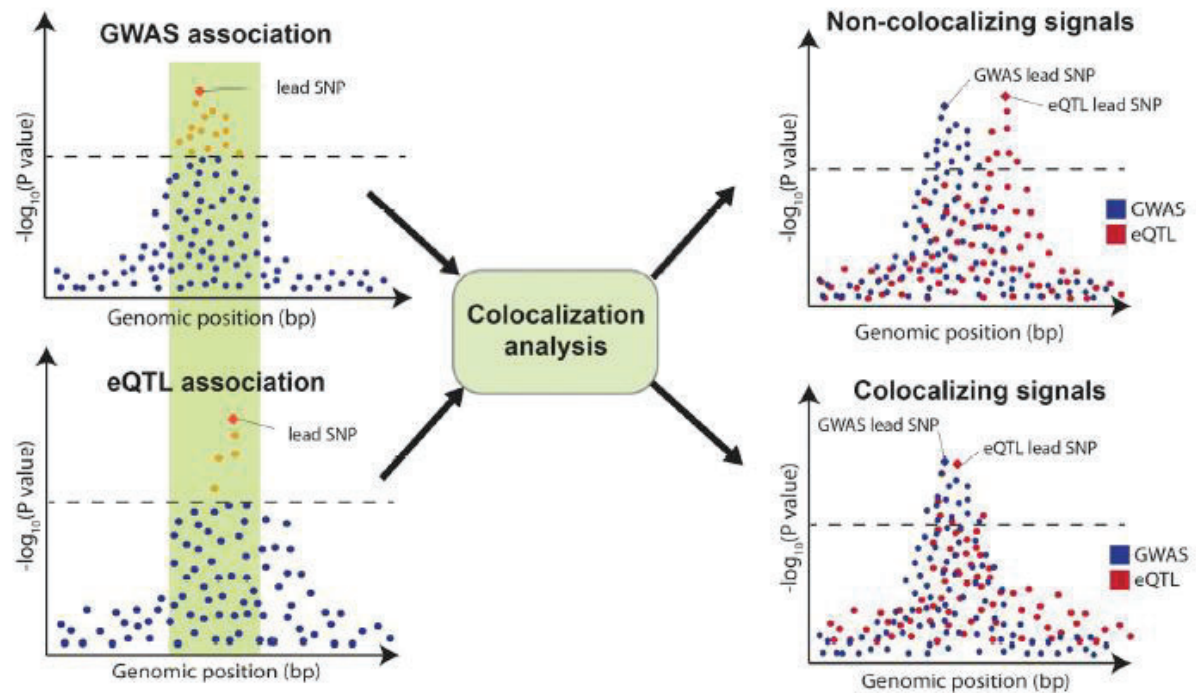 GWAS association
lead SNP
-log10(P value)
Genomic position (bp)
eQTL association
lead SNP
-log10(P value)
Genomic position (bp)
Colocalization
analysis
Non-colocalizing signals
GWAS lead SNP
eQTL lead SNP
-log10(P value)
GWAS
eQTL
Genomic position (bp)
Colocalizing signals
GWAS lead SNP
eQTL lead SNP
-log10(P value)
GWAS
eQTL
Genomic position (bp)